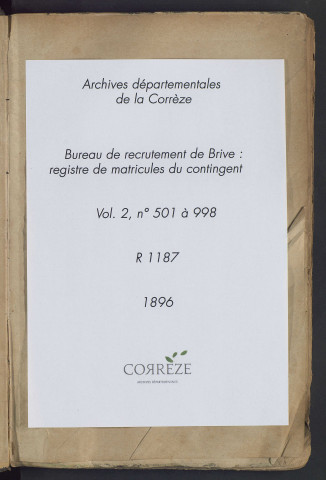 Archives départementales
de la Corrèze
Bureau de recrutement de Brive :
registre de matricules du contingent
Vol. 2, n° 501 à 998
R 1187
1896
CORRÈZE